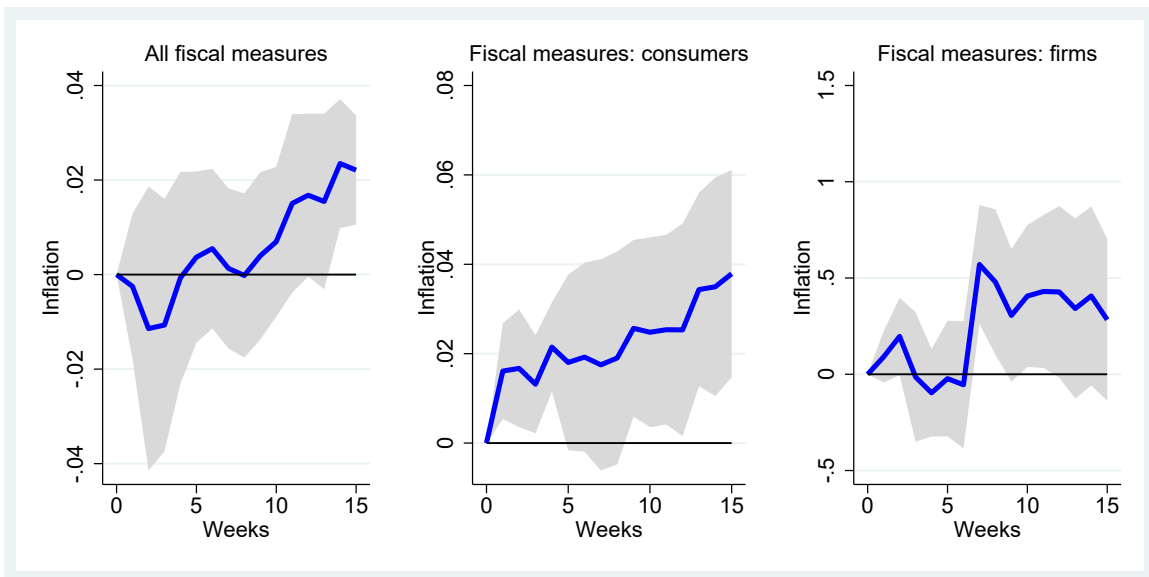 All fiscal measures
.04
.02
0
-.02
-.04
Inflation
0 5 10 15
Weeks
Fiscal measures: consumers
.08
.06
.04
.02
0
Inflation
0 5 10 15
Weeks
Fiscal measures: firms
1.5
1
.5
0
-.5
Inflation
0 5 10 15
Weeks